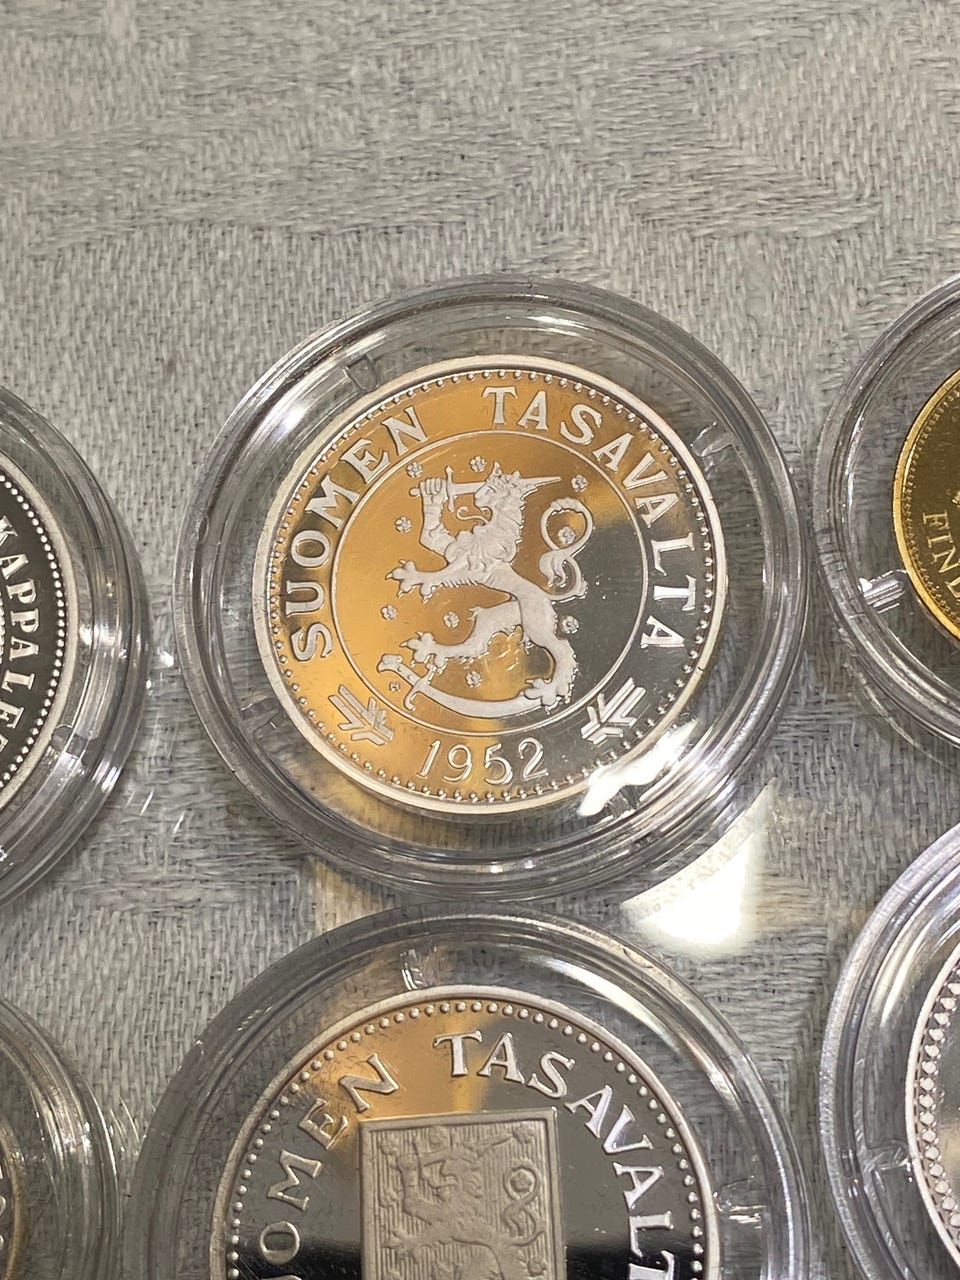 SUOMEN TASAVALTA
H
1952
KAPPALE
FIN
SUOMEN TASAVALTA